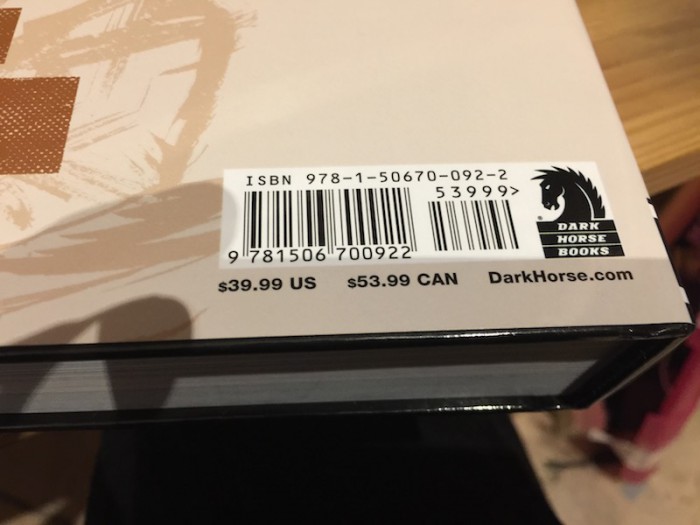 ISBN 978-1-50670-092-2
53999>
9 781506 700922
DARK
HORSE
BOOKS
$39.99 US $53.99 CAN DarkHorse.com